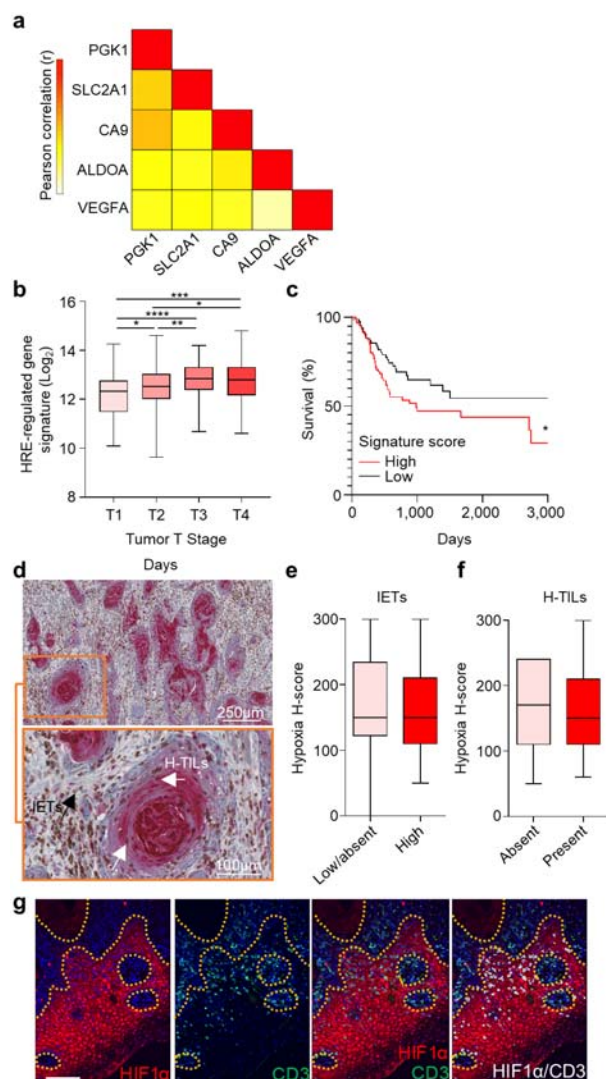 a
Pearson correlation (r)
PGK1
SLC2A1
CA9
ALDOA
VEGFA
PGK1
SLC2A1
CA9
ALDOA
VEGFA
b
HRE-regulated gene
signature (Log2)
16
14
12
10
8
***
*
****
*
**
T1
T2
T3
T4
Tumor T Stage
c
Survival (%)
100
50
0
Signature score
High
Low
*
0
1,000
2,000
3,000
Days
Days
d
250µm
H-TILs
IETs
100µm
e
IETs
Hypoxia H-score
300
200
100
0
Low/absent
High
f
H-TILs
Hypoxia H-score
300
200
100
0
Absent
Present
g
HIF1α
CD3
HIF1α
CD3
HIF1α/CD3